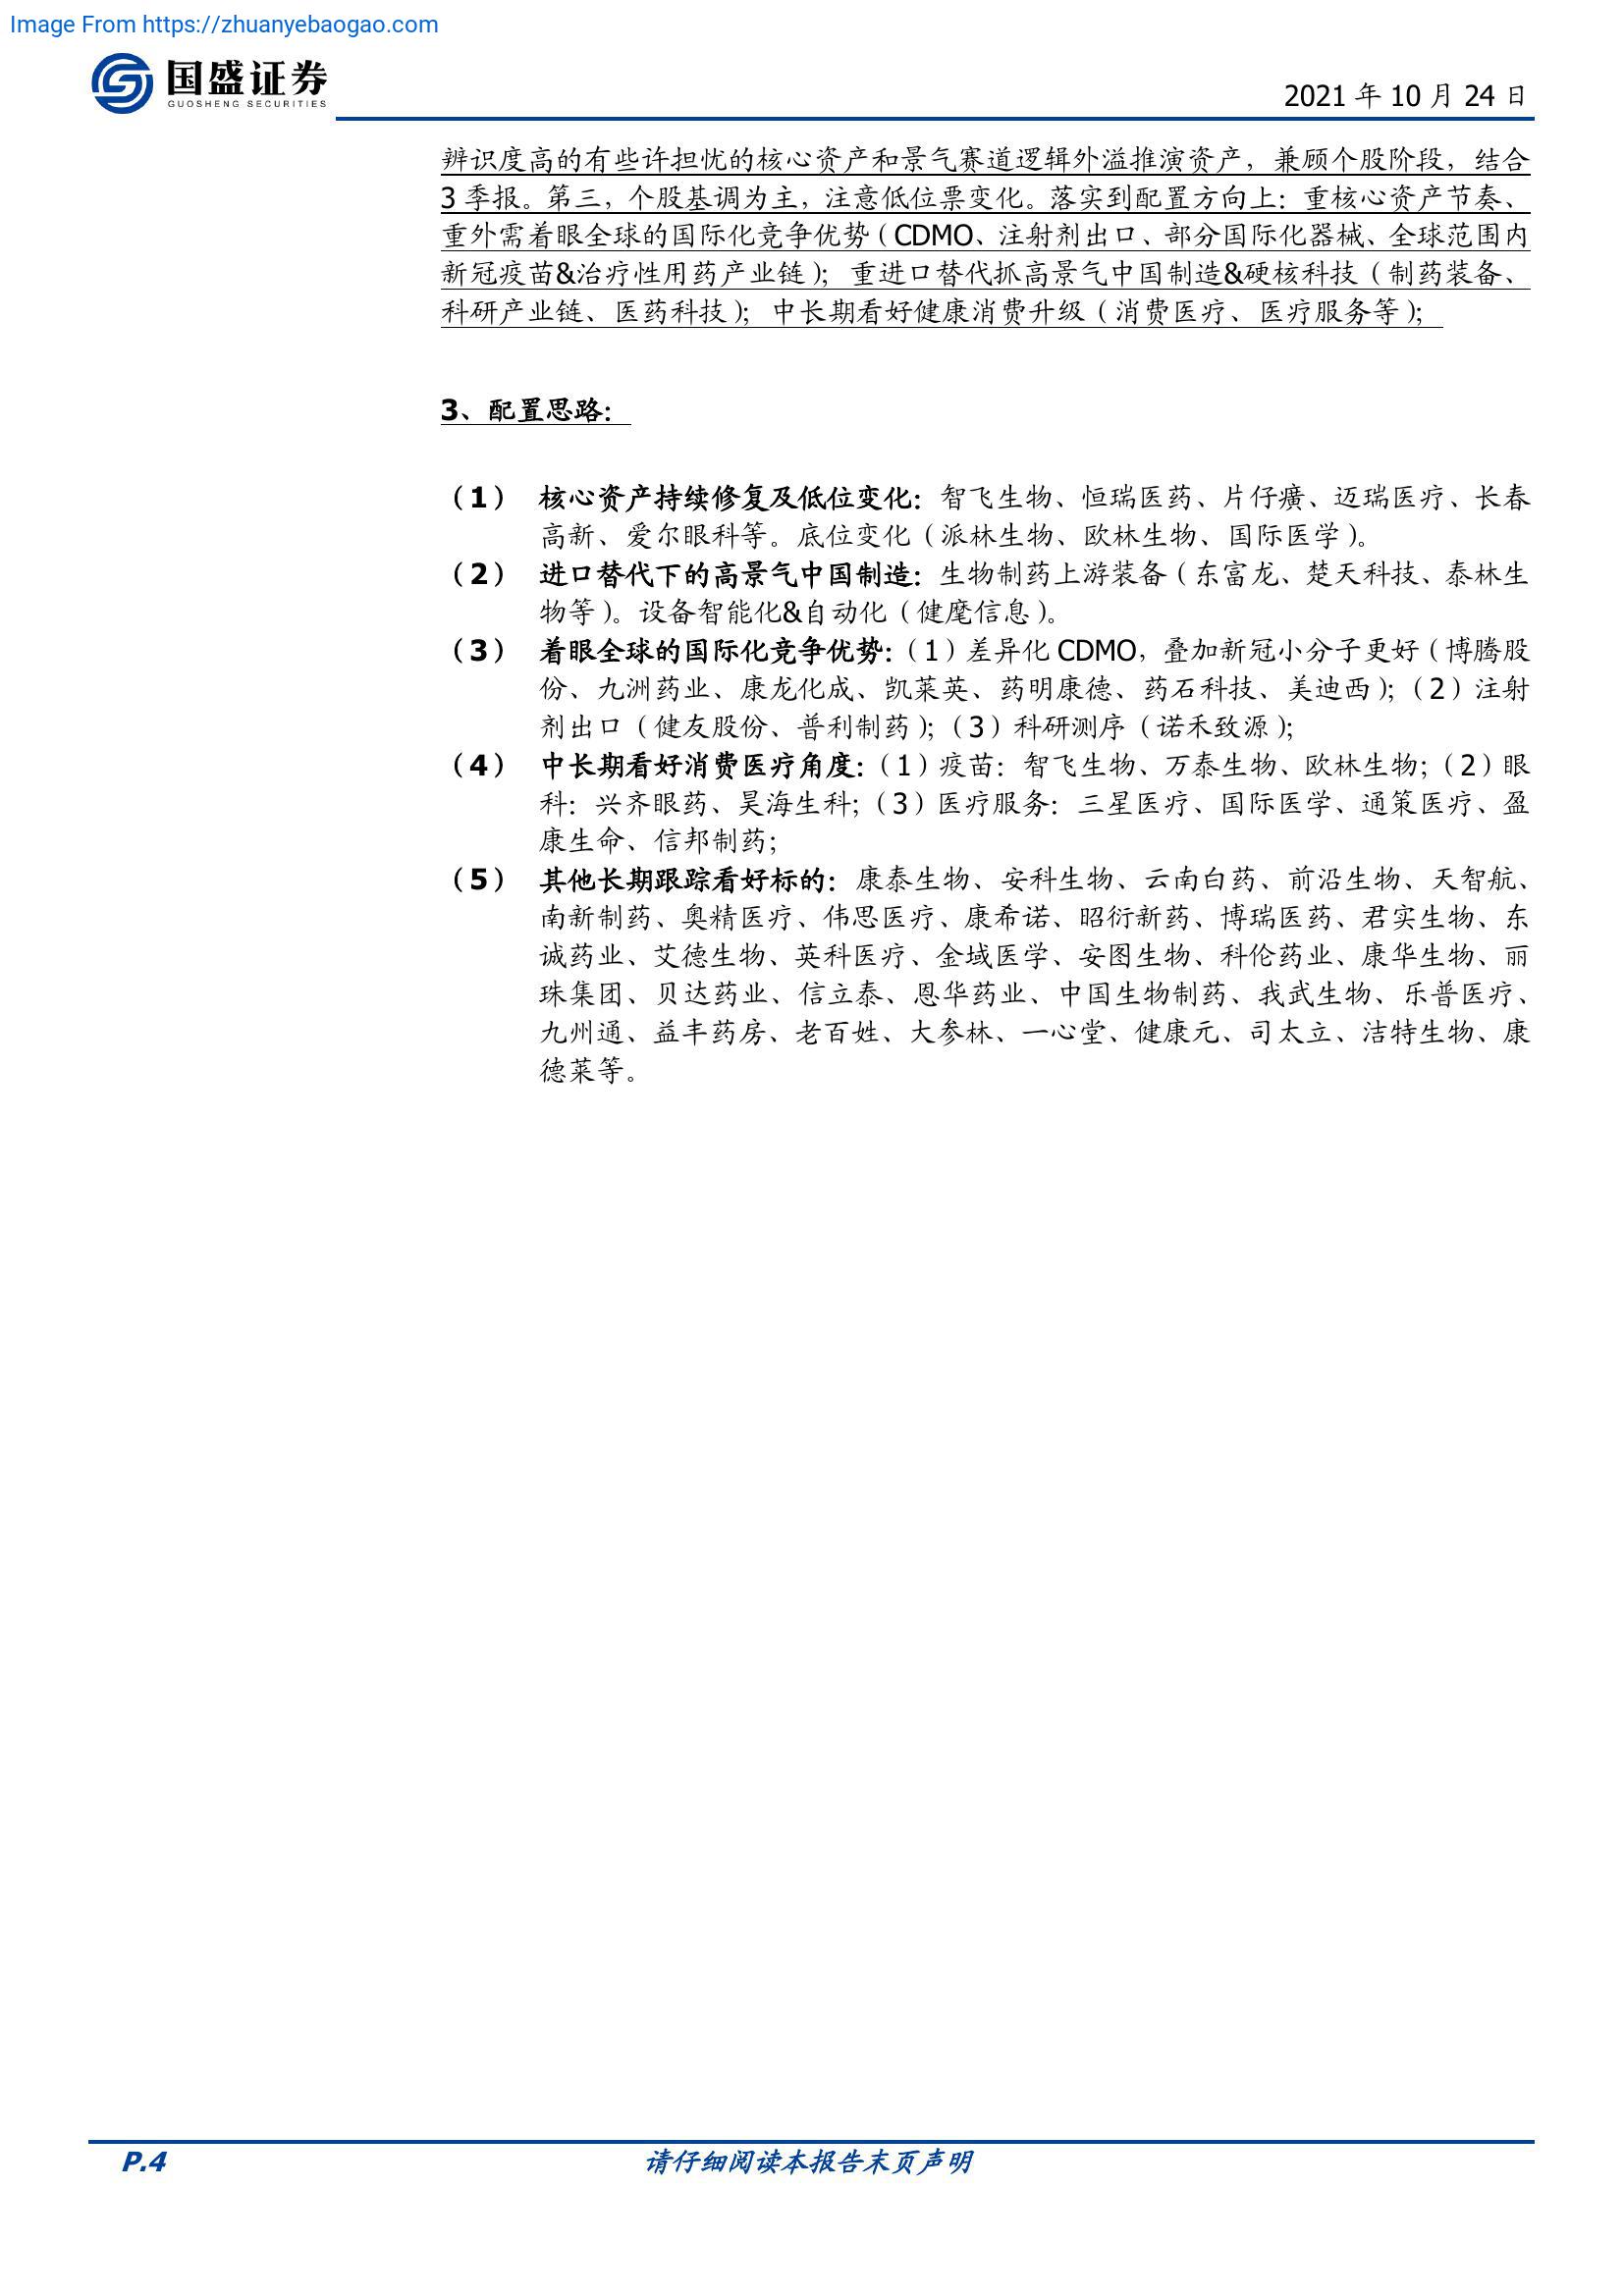 Image From https://zhuanyebaogao.com
国盛证券
GUOSHENG SECURITIES
2021 年 10 月 24 日
辨识度高的有些许担忧的核心资产和景气赛道逻辑外溢推演资产，兼顾个股阶段，结合
3 季报。第三，个股基调为主，注意低位票变化。落实到配置方向上：重核心资产节奏、
重外需着眼全球的国际化竞争优势（CDMO、注射剂出口、部分国际化器械、全球范围内
新冠疫苗&治疗性用药产业链）；重进口替代抓高景气中国制造&硬核科技（制药装备、
科研产业链、医药科技）；中长期看好健康消费升级（消费医疗、医疗服务等）；
3、配置思路：
（1） 核心资产持续修复及低位变化：智飞生物、恒瑞医药、片仔癀、迈瑞医疗、长春
高新、爱尔眼科等。底位变化（派林生物、欧林生物、国际医学）。
（2） 进口替代下的高景气中国制造：生物制药上游装备（东富龙、楚天科技、泰林生
物等）。设备智能化&自动化（健麾信息）。
（3） 着眼全球的国际化竞争优势：（1）差异化 CDMO，叠加新冠小分子更好（博腾股
份、九洲药业、康龙化成、凯莱英、药明康德、药石科技、美迪西）；（2）注射
剂出口（健友股份、普利制药）；（3）科研测序（诺禾致源）；
（4） 中长期看好消费医疗角度：（1）疫苗：智飞生物、万泰生物、欧林生物；（2）眼
科：兴齐眼药、昊海生科；（3）医疗服务：三星医疗、国际医学、通策医疗、盈
康生命、信邦制药；
（5） 其他长期跟踪看好标的：康泰生物、安科生物、云南白药、前沿生物、天智航、
南新制药、奥精医疗、伟思医疗、康希诺、昭衍新药、博瑞医药、君实生物、东
诚药业、艾德生物、英科医疗、金域医学、安图生物、科伦药业、康华生物、丽
珠集团、贝达药业、信立泰、恩华药业、中国生物制药、我武生物、乐普医疗、
九州通、益丰药房、老百姓、大参林、一心堂、健康元、司太立、洁特生物、康
德莱等。
P.4
请仔细阅读本报告末页声明